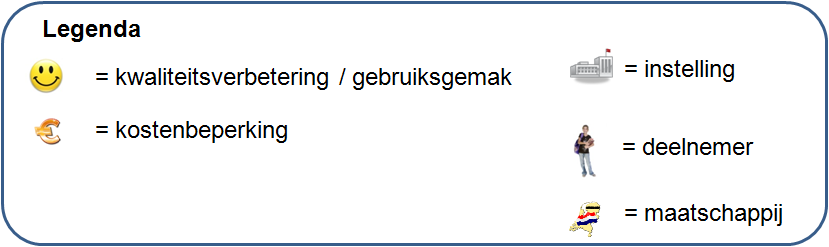 Legenda
= kwaliteitsverbetering / gebruiksgemak
= kostenbeperking
= instelling
= deelnemer
= maatschappij